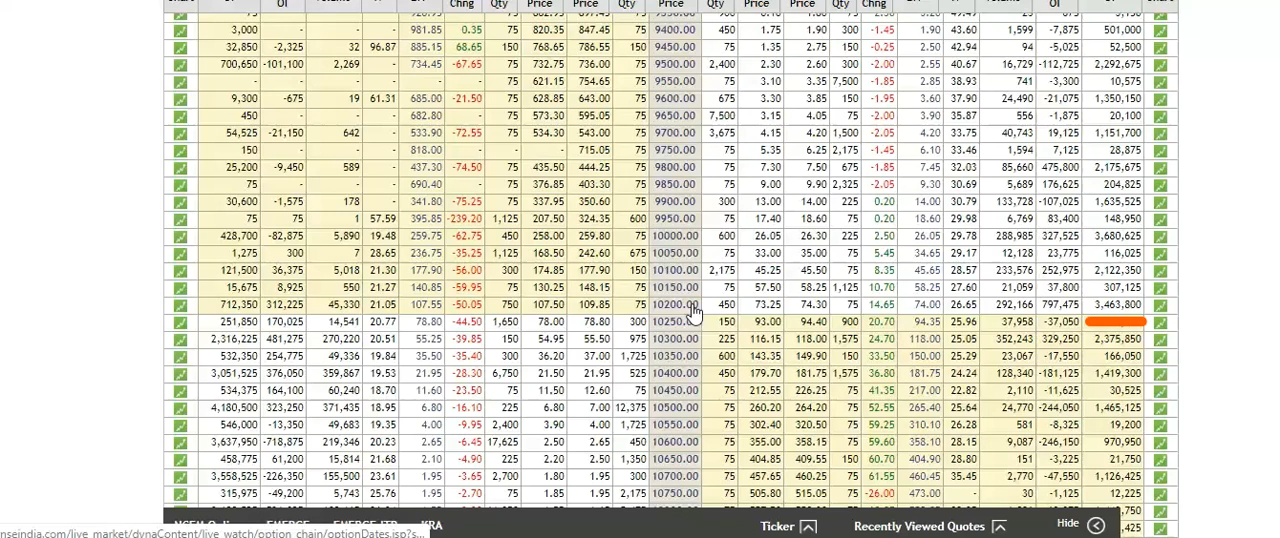 Price Price Qty Price Qty Price Price Qty Chng
3,000 - - - 981.85 0.35 75 820.35 847.45 75 9400.00 450 1.75 1.90 300 -1.45 1.90 43.60 1,599 -7,875 501,000
32,850 -2,325 32 96.87 885.15 68.65 150 768.65 786.55 150 9450.00 75 1.35 2.75 150 -0.25 2.50 42.94 94 -5,025 52,500
700,650 -101,100 2,269 - 734.45 -67.65 75 732.75 736.00 75 9500.00 2,400 2.30 2.60 300 -2.00 2.55 40.67 16,729 -112,725 2,292,675
- - - - - - 75 621.15 754.65 75 9550.00 75 3.10 3.35 7,500 -1.85 2.85 38.93 741 -3,300 10,575
9,300 -675 19 61.31 685.00 -21.50 75 628.85 643.00 75 9600.00 675 3.30 3.85 150 -1.95 3.60 37.90 24,490 -21,075 1,350,150
450 - - - 682.80 - 75 573.30 595.05 75 9650.00 7,500 3.15 4.05 75 -2.00 3.90 35.87 556 -1,875 20,100
54,525 -21,150 642 - 533.90 -72.55 75 534.30 543.00 75 9700.00 3,675 4.15 4.20 1,500 -2.05 4.20 33.75 40,743 19,125 1,151,700
150 - - - 818.00 - - - 715.05 75 9750.00 75 5.35 6.25 2,175 -1.85 6.10 33.46 1,594 7,125 28,875
25,200 -9,450 589 - 437.30 -74.50 75 435.50 444.25 75 9800.00 75 7.30 7.50 675 -1.85 7.45 32.03 85,660 475,800 2,175,675
75 - - - 690.40 - 75 376.85 403.30 75 9850.00 75 9.00 9.90 2,325 -2.05 9.30 30.69 5,689 176,625 204,825
30,600 -1,575 178 - 341.80 -75.25 75 337.95 350.60 75 9900.00 300 13.00 14.00 225 0.20 14.00 30.79 133,728 -107,025 1,635,525
75 75 1 57.59 395.85 -239.20 1,125 207.50 324.35 600 9950.00 75 17.40 18.60 75 0.20 18.60 29.98 6,769 83,400 148,950
428,700 -82,875 5,890 19.48 259.75 -62.75 450 258.00 259.80 75 10000.00 600 26.05 26.30 225 2.50 26.05 29.78 288,985 327,525 3,680,625
1,275 300 7 28.65 236.75 -35.25 1,125 168.50 242.60 75 10050.00 75 33.00 35.00 75 5.45 34.65 29.17 12,128 23,775 116,025
121,500 36,375 5,018 21.30 177.90 -56.00 300 174.85 177.90 150 10100.00 2,175 45.25 45.50 75 8.35 45.65 28.57 233,576 252,975 2,122,350
15,675 8,925 550 21.27 140.85 -59.95 75 130.25 148.15 75 10150.00 75 57.50 58.25 1,125 10.70 58.25 27.60 21,059 37,800 307,125
712,350 312,225 45,330 21.05 107.55 -50.05 750 107.50 109.85 75 10200.00 450 73.25 74.30 75 14.65 74.00 26.65 292,166 797,475 3,463,800
251,850 170,025 14,541 20.77 78.80 -44.50 1,650 78.00 78.80 300 10250.00 150 93.00 94.40 900 20.70 94.35 25.96 37,958 -37,050
2,316,225 481,275 270,220 20.51 55.25 -39.85 150 54.95 55.50 975 10300.00 225 116.15 118.00 1,575 24.70 118.00 25.05 352,243 329,250 2,375,850
532,350 254,775 49,336 19.84 35.50 -35.40 300 36.20 37.00 1,725 10350.00 600 143.35 149.90 150 33.50 150.00 25.29 23,067 -17,550 166,050
3,051,525 376,050 359,867 19.53 21.95 -28.30 6,750 21.50 21.95 525 10400.00 450 179.70 181.75 1,575 36.80 181.75 24.24 128,340 -181,125 1,419,300
534,375 164,100 60,240 18.70 11.60 -23.50 75 11.50 12.60 75 10450.00 75 212.55 226.25 75 41.35 217.00 22.82 2,110 -11,625 30,525
4,180,500 323,250 371,435 18.95 6.80 -16.10 225 6.80 7.00 12,375 10500.00 75 260.20 264.20 75 52.55 265.40 25.64 24,770 -244,050 1,465,125
546,000 -13,350 49,683 19.35 4.00 -9.95 2,400 3.90 4.00 1,725 10550.00 75 302.40 320.50 75 59.25 310.10 26.28 581 -8,325 19,200
3,637,950 -718,875 219,346 20.23 2.65 -6.45 17,625 2.50 2.65 450 10600.00 75 355.00 358.15 75 59.60 358.10 28.15 9,087 -246,150 970,950
458,775 61,200 15,814 21.68 2.10 -4.90 225 2.20 2.50 1,350 10650.00 75 404.85 409.55 150 60.70 404.90 28.80 151 -3,225 21,750
3,558,525 -226,350 155,500 23.61 1.95 -3.65 2,700 1.80 1.95 300 10700.00 75 457.65 460.25 75 61.55 460.45 35.45 2,770 -47,550 1,126,425
315,975 -49,200 5,743 25.76 1.95 -2.70 75 1.85 1.95 2,175 10750.00 75 505.80 515.05 75 -26.00 473.00 - 30 -1,125 12,225
Ticker Recently Viewed Quotes Hide
nseindia.com/live_market/dynaContent/live_watch/option_chain/optionDates.jsp?s...